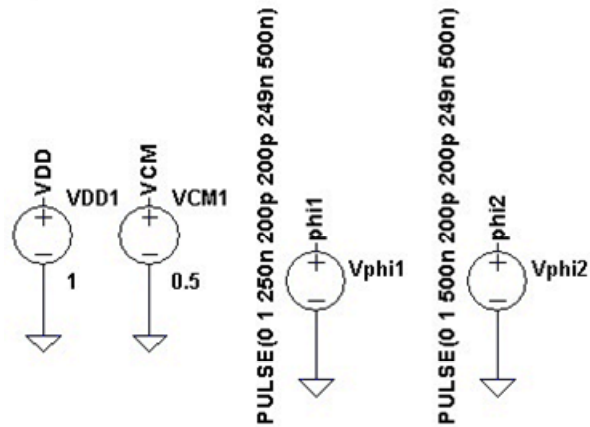 VDD
VDD1
1
VCM
VCM1
0.5
PULSE(0 1 250n 200p 200p 249n 500n)
phi1
Vphi1
PULSE(0 1 500n 200p 200p 249n 500n)
phi2
Vphi2